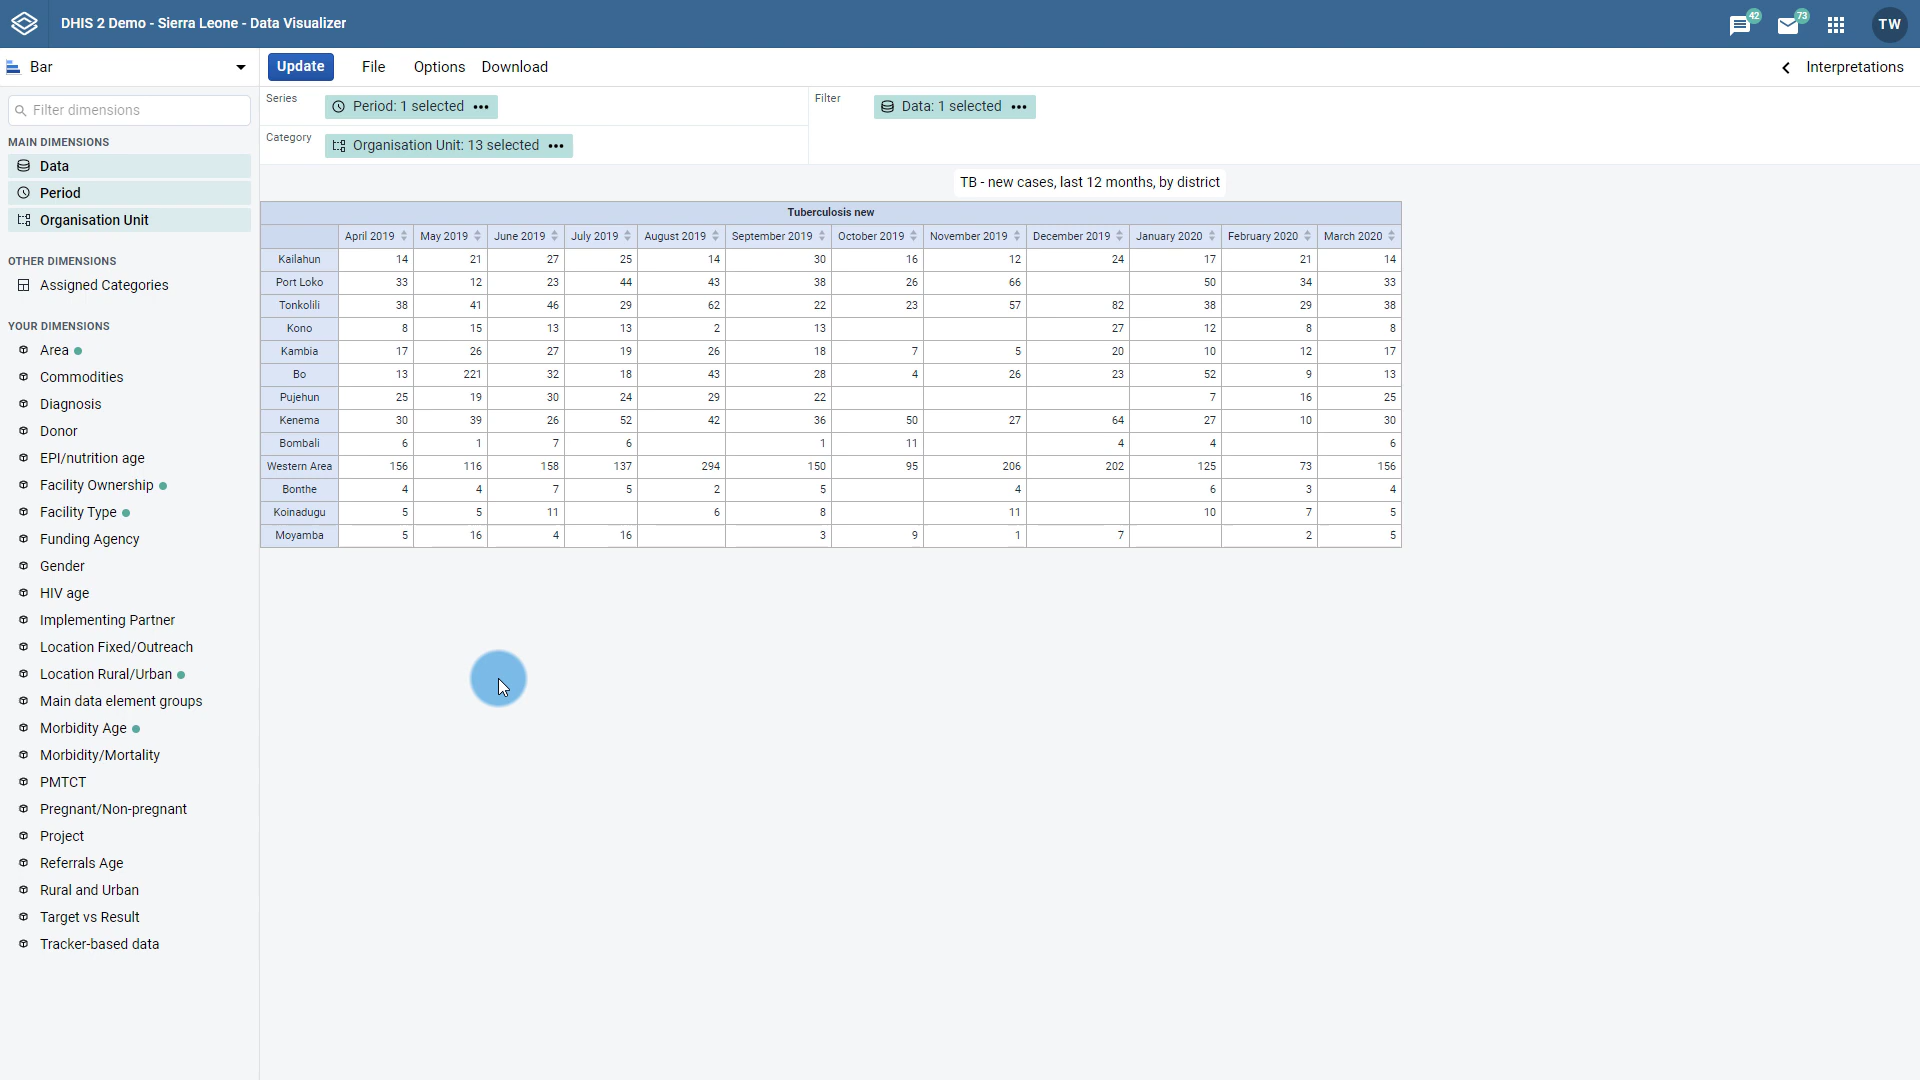 DHIS 2 Demo - Sierra Leone - Data Visualizer
42
73
TW
Bar
Update File Options Download
Interpretations
Filter dimensions
Series
Period: 1 selected
Filter
Data: 1 selected
Category
Organisation Unit: 13 selected
MAIN DIMENSIONS
Data
Period
Organisation Unit
OTHER DIMENSIONS
Assigned Categories
YOUR DIMENSIONS
Area
Commodities
Diagnosis
Donor
EPI/nutrition age
Facility Ownership
Facility Type
Funding Agency
Gender
HIV age
Implementing Partner
Location Fixed/Outreach
Location Rural/Urban
Main data element groups
Morbidity Age
Morbidity/Mortality
PMTCT
Pregnant/Non-pregnant
Project
Referrals Age
Rural and Urban
Target vs Result
Tracker-based data
TB - new cases, last 12 months, by district
Tuberculosis new
April 2019 May 2019 June 2019 July 2019 August 2019 September 2019 October 2019 November 2019 December 2019 January 2020 February 2020 March 2020
Kailahun 14 21 27 25 14 30 16 12 24 17 21 14
Port Loko 33 12 23 44 43 38 26 66 50 34 33
Tonkolili 38 41 46 29 62 22 23 57 82 38 29 38
Kono 8 15 13 13 2 13 27 12 8 8
Kambia 17 26 27 19 26 18 7 5 20 10 12 17
Bo 13 221 32 18 43 28 4 26 23 52 9 13
Pujehun 25 19 30 24 29 22 7 16 25
Kenema 30 39 26 52 42 36 50 27 64 27 10 30
Bombali 6 1 7 6 1 11 4 4 6
Western Area 156 116 158 137 294 150 95 206 202 125 73 156
Bonthe 4 4 7 5 2 5 4 6 3 4
Koinadugu 5 5 11 6 8 11 10 7 5
Moyamba 5 16 4 16 3 9 1 7 2 5